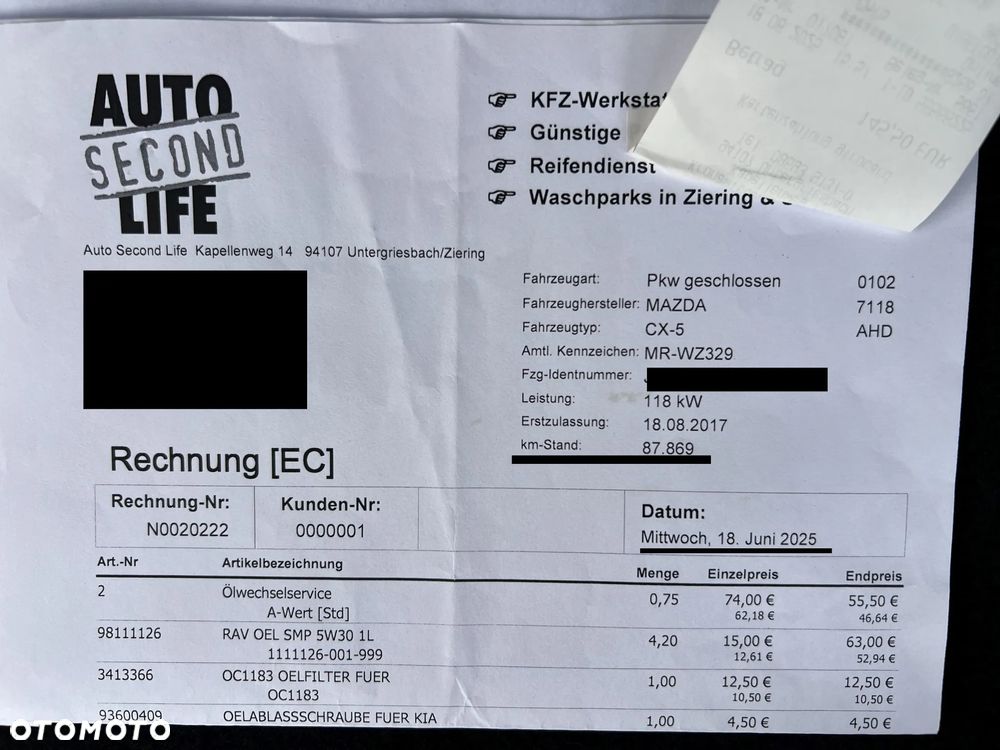 AUTO
SECOND
LIFE
KFZ-Werkstat
Günstige
Reifendienst
Waschparks in Ziering &
Betrag
EUR
Auto Second Life Kapellenweg 14 94107 Untergriesbach/Ziering
Fahrzeugart: Pkw geschlossen 0102
Fahrzeughersteller: MAZDA 7118
Fahrzeugtyp: CX-5 AHD
Amtl. Kennzeichen: MR-WZ329
Fzg-Identnummer:
Leistung: 118 kW
Erstzulassung: 18.08.2017
km-Stand: 87.869
Rechnung [EC]
Rechnung-Nr: Kunden-Nr: Datum:
N0020222 0000001 Mittwoch, 18. Juni 2025
Art.-Nr Artikelbezeichnung Menge Einzelpreis Endpreis
2 Ölwechselservice 0,75 74,00 € 55,50 €
A-Wert [Std] 62,18 € 46,64 €
98111126 RAV OEL SMP 5W30 1L 4,20 15,00 € 63,00 €
1111126-001-999 12,61 € 52,94 €
3413366 OC1183 OELFILTER FUER 1,00 12,50 € 12,50 €
OC1183 10,50 € 10,50 €
93600409 OELABLASSSCHRAUBE FUER KIA 1,00 4,50 € 4,50 €
OTOMOTO